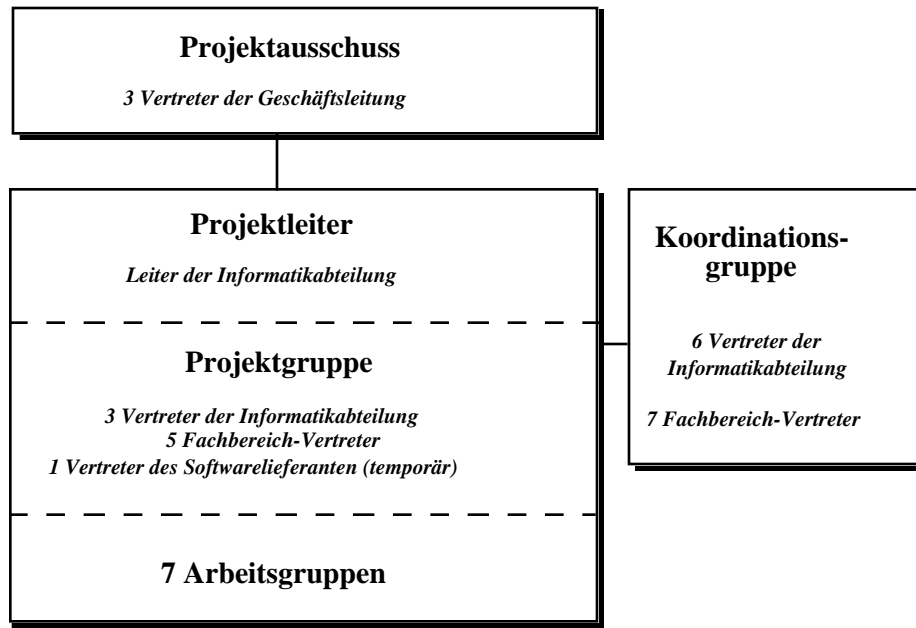 Projektausschuss
3 Vertreter der Geschäftsleitung
Projektleiter
Leiter der Informatikabteilung
Projektgruppe
3 Vertreter der Informatikabteilung
5 Fachbereich-Vertreter
1 Vertreter des Softwarelieferanten (temporär)
7 Arbeitsgruppen
Koordinations-
gruppe
6 Vertreter der
Informatikabteilung
7 Fachbereich-Vertreter